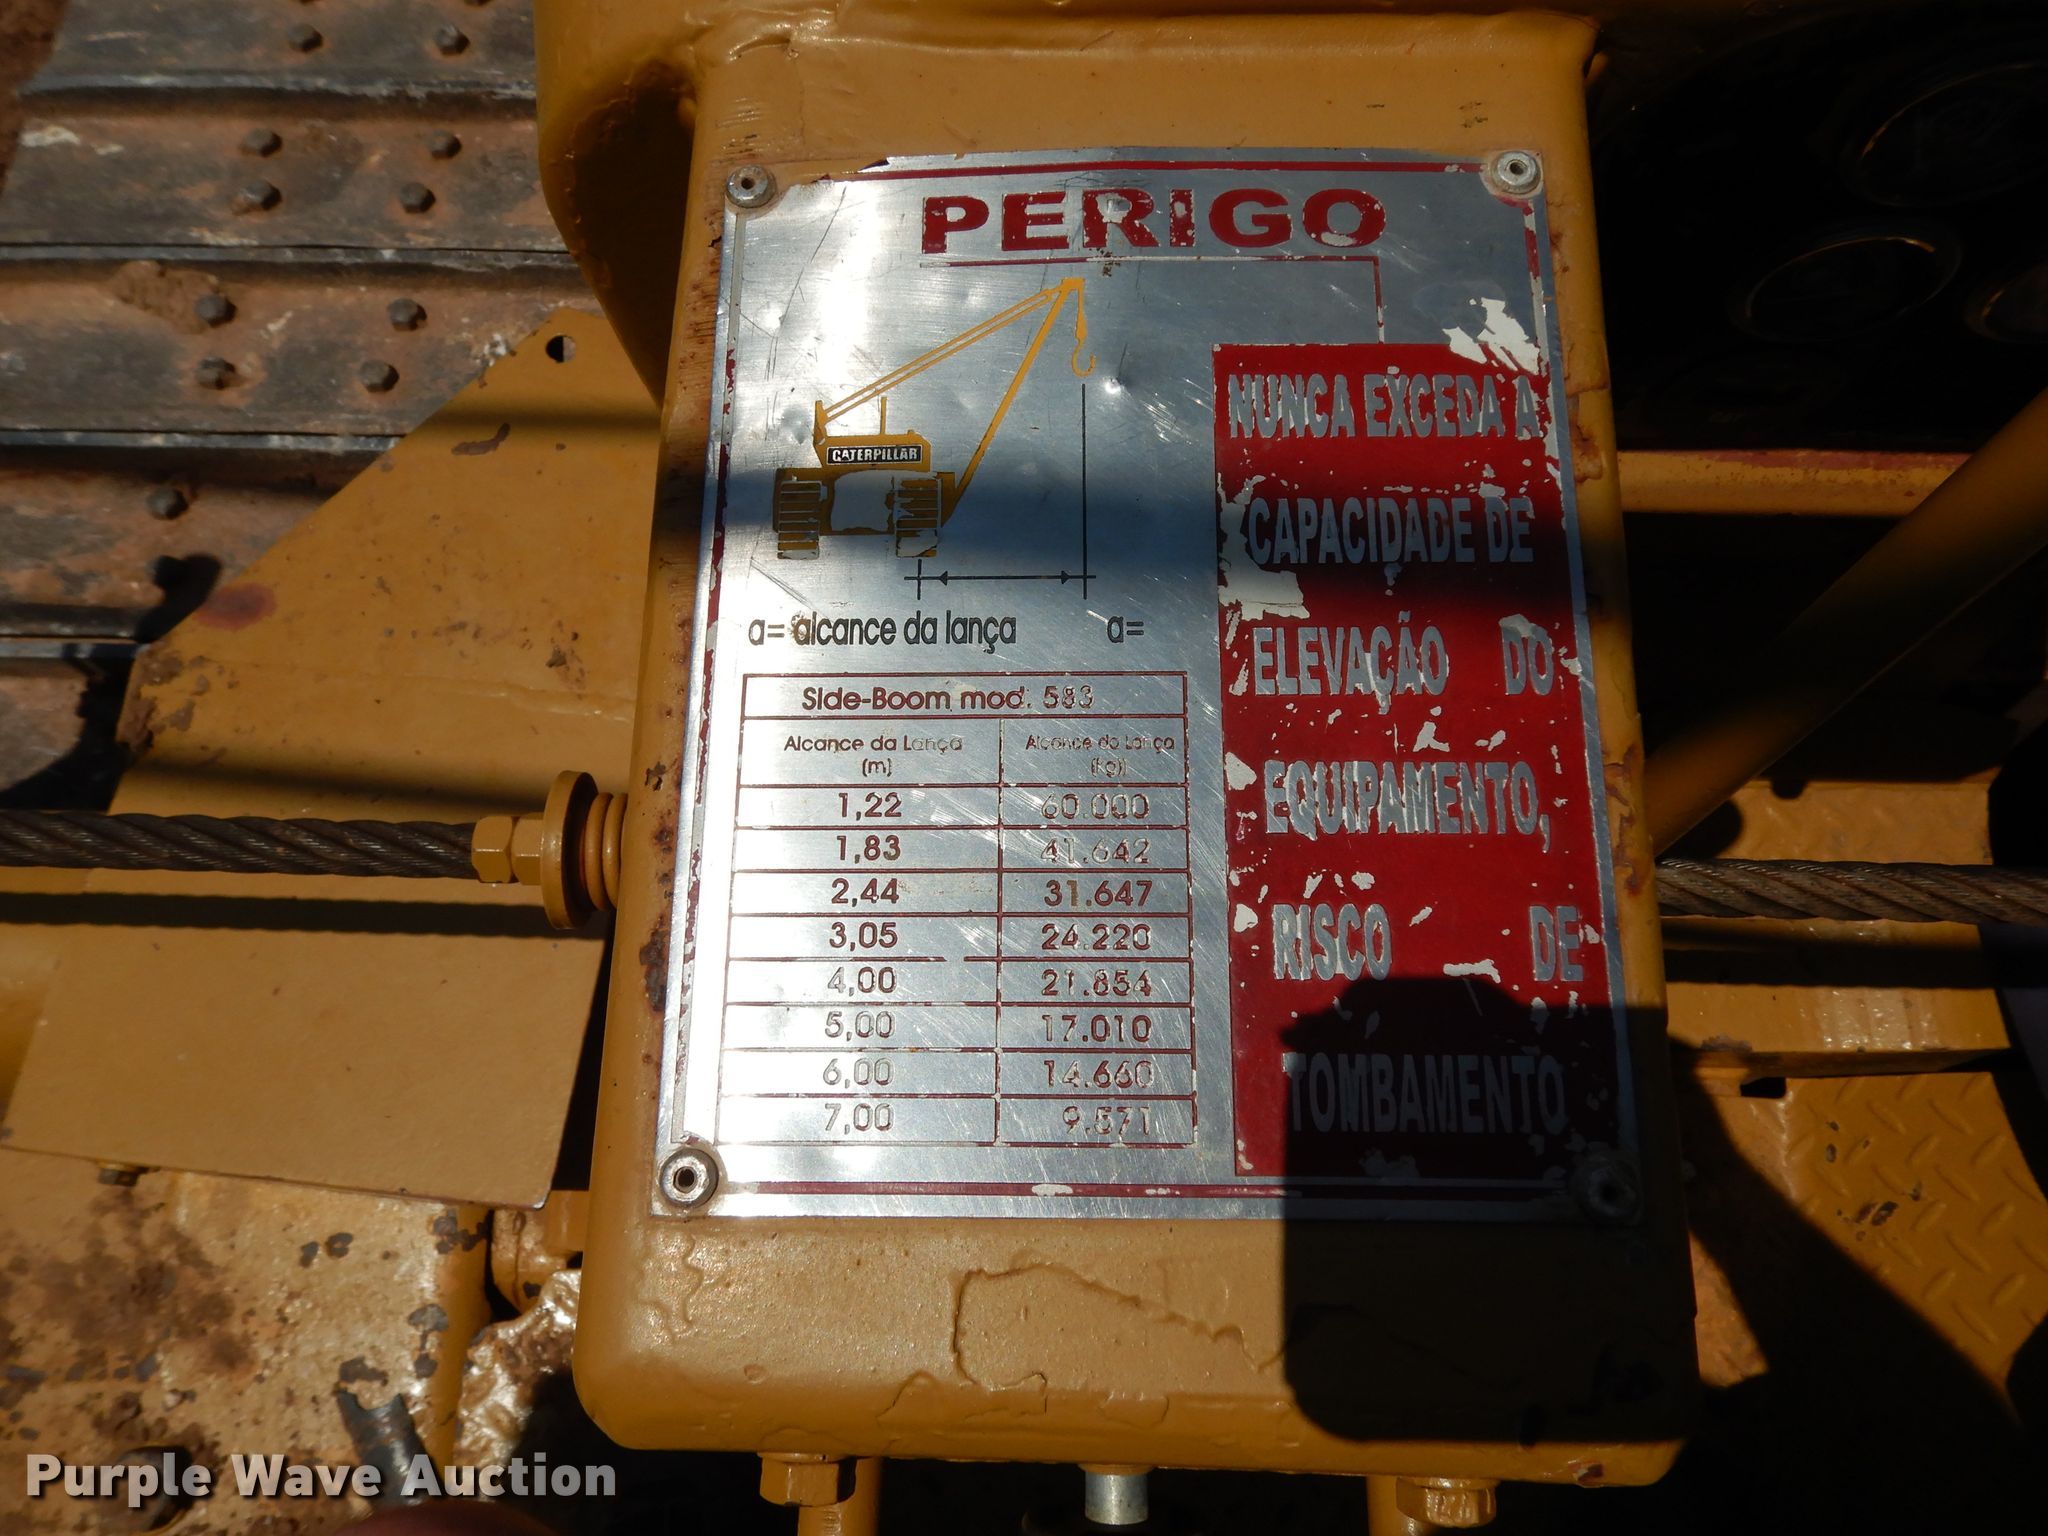 PERIGO
CATERPILLAR
a= alcance da lança a=
Side-Boom mod. 583
Alcance da Lança Alcance da Lança
(m) (kg)
1,22 60.000
1,83 41.642
2,44 31.647
3,05 24.220
4,00 21.854
5,00 17.010
6,00 14.660
7,00 9.571
NUNCA EXCEDA A
CAPACIDADE DE
ELEVAÇÃO DO
EQUIPAMENTO,
RISCO DE
TOMBAMENTO
Purple Wave Auction